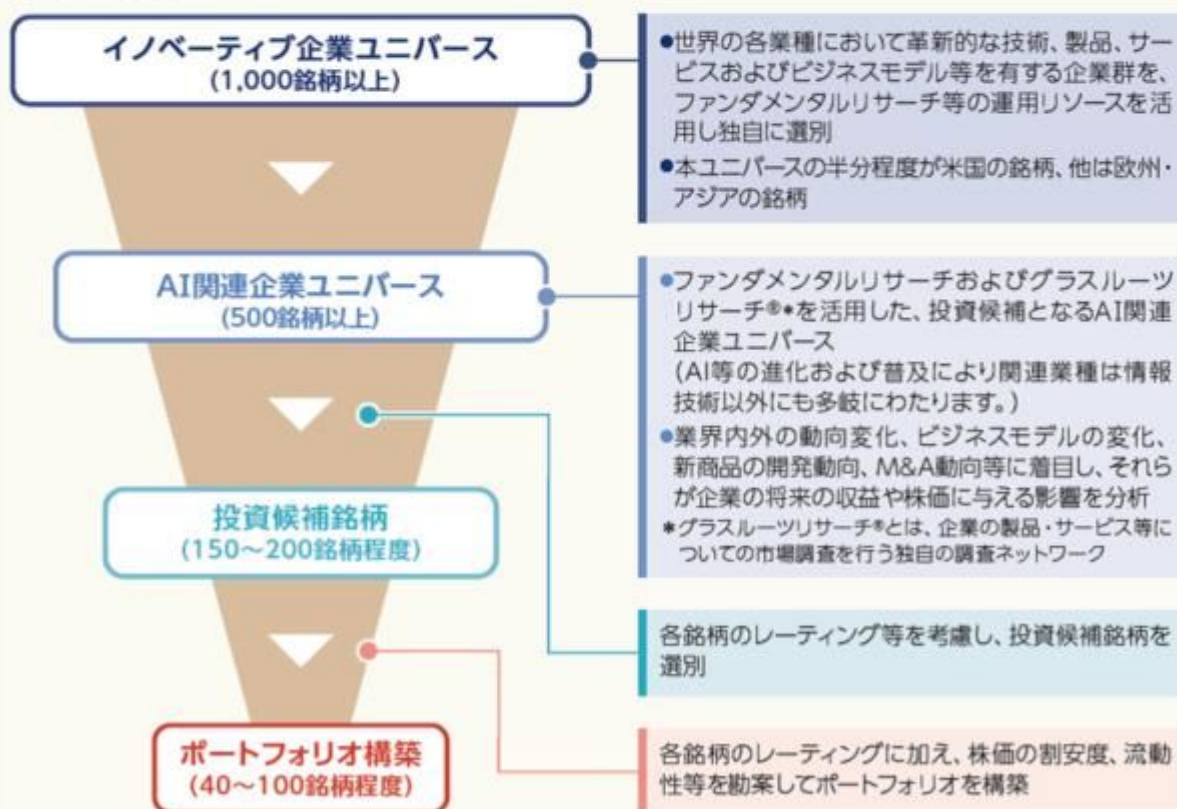 イノベーティブ企業ユニバース
(1,000銘柄以上)
●世界の各業種において革新的な技術、製品、サー
ビスおよびビジネスモデル等を有する企業群を、
ファンダメンタルリサーチ等の運用リソースを活
用し独自に選別
●本ユニバースの半分程度が米国の銘柄、他は欧州・
アジアの銘柄
AI関連企業ユニバース
(500銘柄以上)
●ファンダメンタルリサーチおよびグラスルーツ
リサーチ®*を活用した、投資候補となるAI関連
企業ユニバース
(AI等の進化および普及により関連業種は情報
技術以外にも多岐にわたります。)
●業界内外の動向変化、ビジネスモデルの変化、
新商品の開発動向、M&A動向等に着目し、それら
が企業の将来の収益や株価に与える影響を分析
*グラスルーツリサーチ®とは、企業の製品・サービス等に
ついての市場調査を行う独自の調査ネットワーク
投資候補銘柄
(150～200銘柄程度)
各銘柄のレーティング等を考慮し、投資候補銘柄を
選別
ポートフォリオ構築
(40～100銘柄程度)
各銘柄のレーティングに加え、株価の割安度、流動
性等を勘案してポートフォリオを構築